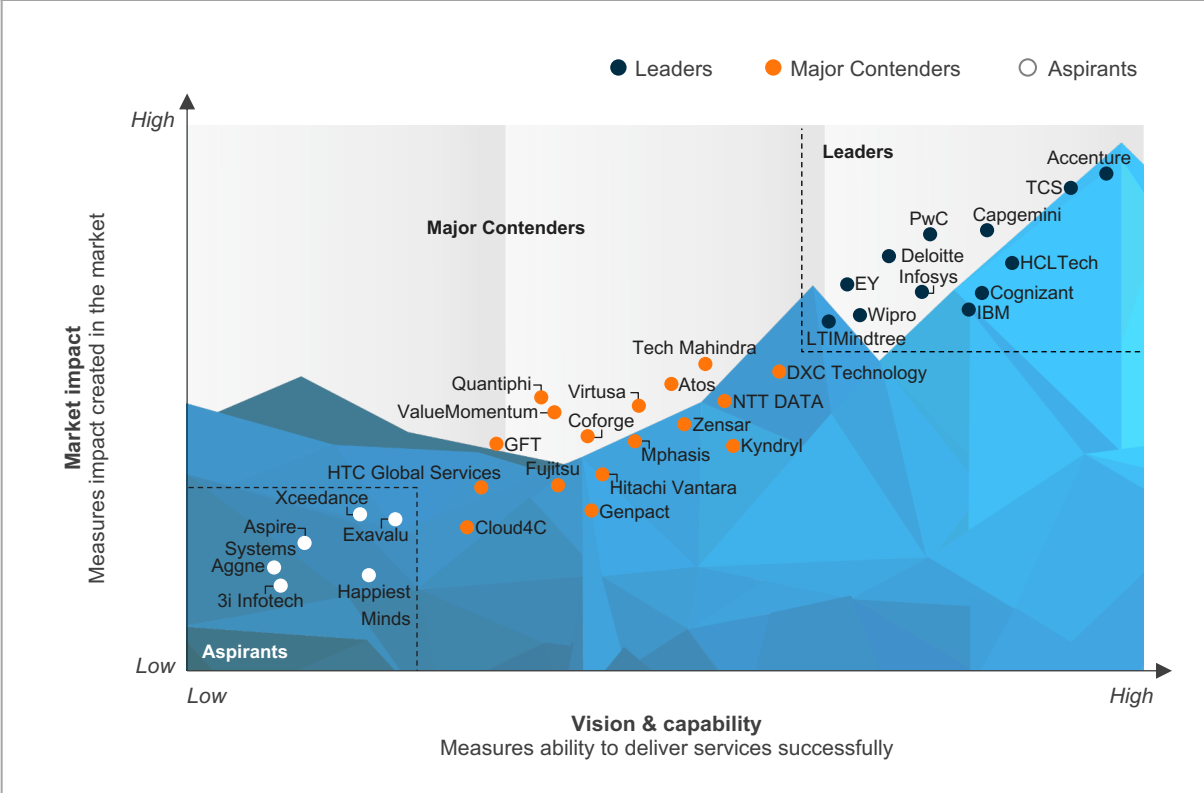 Leaders
Major Contenders
Aspirants
High
Leaders
Accenture
TCS
Capgemini
PwC
Major Contenders
Deloitte
HCLTech
Infosys
EY
Cognizant
IBM
Wipro
LTIMindtree
Tech Mahindra
DXC Technology
Quantiphi
Virtusa
Atos
ValueMomentum
NTT DATA
Coforge
Zensar
GFT
Kyndryl
Mphasis
Fujitsu
HTC Global Services
Hitachi Vantara
Xceedance
Genpact
Aspire
Systems
Exavalu
Cloud4C
Aggne
3i Infotech
Happiest
Minds
Aspirants
Low
Low
High
Market impact
Measures impact created in the market
Vision & capability
Measures ability to deliver services successfully